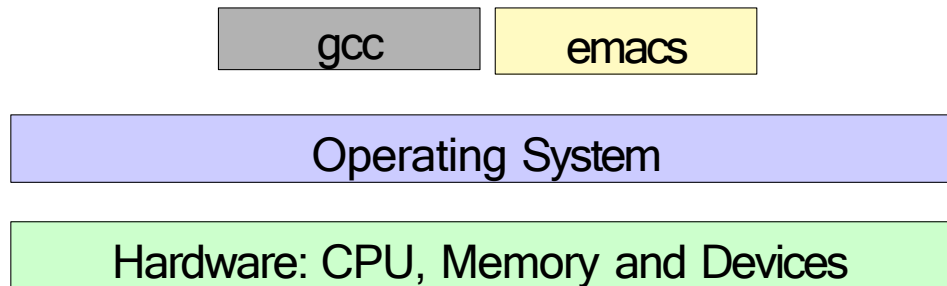 gcc emacs
Operating System
Hardware: CPU, Memory and Devices